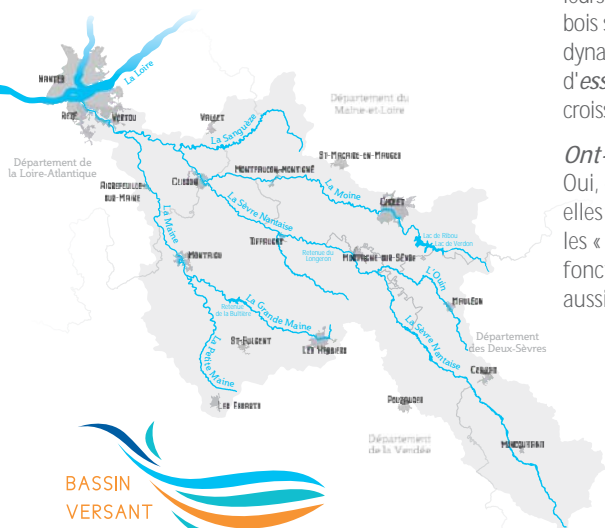 leurs
bois s
dyna
d'ess
croiss
Ont-
Oui,
elles
les «
fonc
aussi
NANTES
La Loire
REZÉ
VERTOU
VALLET
La Sanguèze
Département du
Maine-et-Loire
Département de
la Loire-Atlantique
ST-MACAIRE-EN-MAUGES
MONTFAUCON-MONTIGNÉ
CLISSON
La Moine
CHOLET
AIGREFEUILLE-
SUR-MAINE
La Maine
La Sèvre Nantaise
TIFFAUGES
Lac de Ribou
Lac de Verdon
Retenue du
Longeron
MORTAGNE-SUR-SÈVRE
MONTAIGU
L'Ouin
MAULÉON
La Grande Maine
Retenue
de la Bultière
ST-FULGENT
LES HERBIERS
La Petite Maine
La Sèvre Nantaise
Département
des Deux-Sèvres
CERIZAY
LES ESSARTS
POUZAUGES
Département
de la Vendée
MONCOUTANT
BASSIN
VERSANT